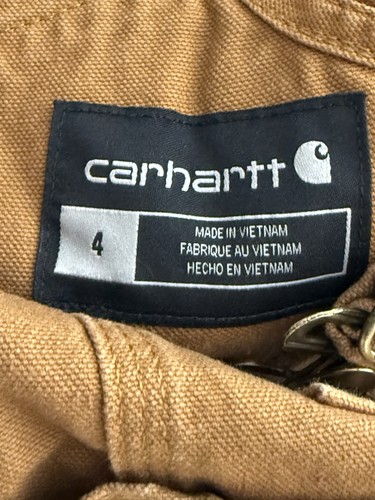 carhartt
4
MADE IN VIETNAM
FABRIQUE AU VIETNAM
HECHO EN VIETNAM